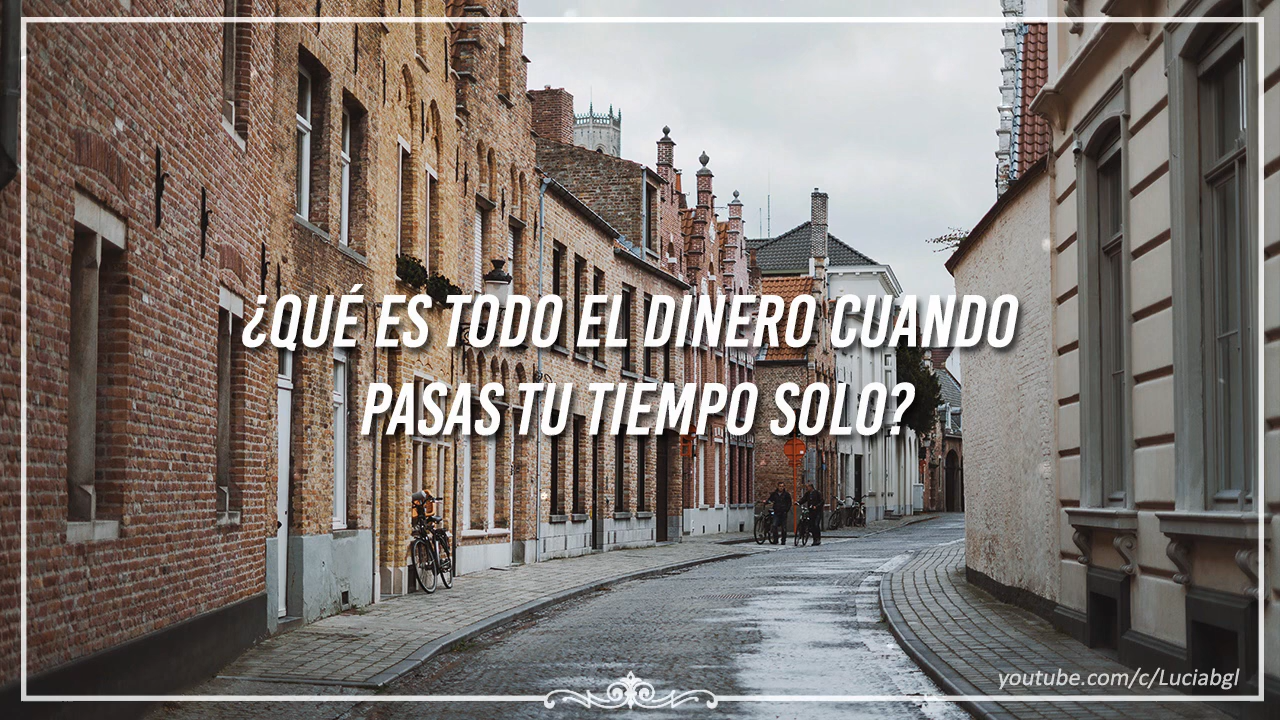 ¿QUÉ ES TODO EL DINERO CUANDO
PASAS TU TIEMPO SOLO?
youtube.com/c/Luciabgl